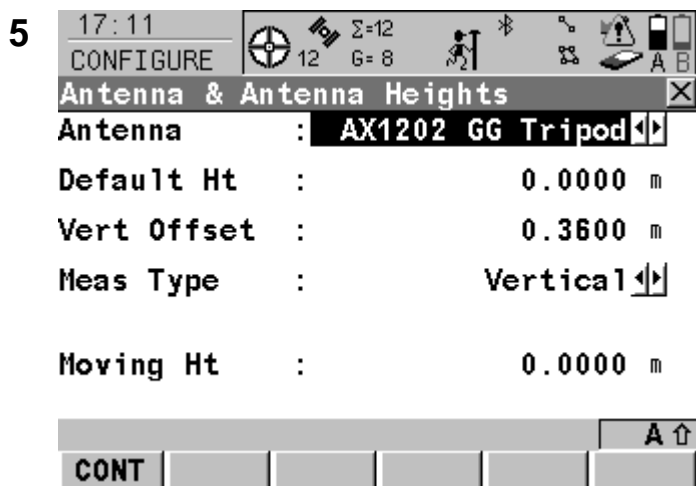 5
17:11
CONFIGURE
12
Σ=12
G= 8
A B
Antenna & Antenna Heights
Antenna : AX1202 GG Tripod
Default Ht : 0.0000 m
Vert Offset : 0.3600 m
Meas Type : Vertical
Moving Ht : 0.0000 m
A ⇧
CONT